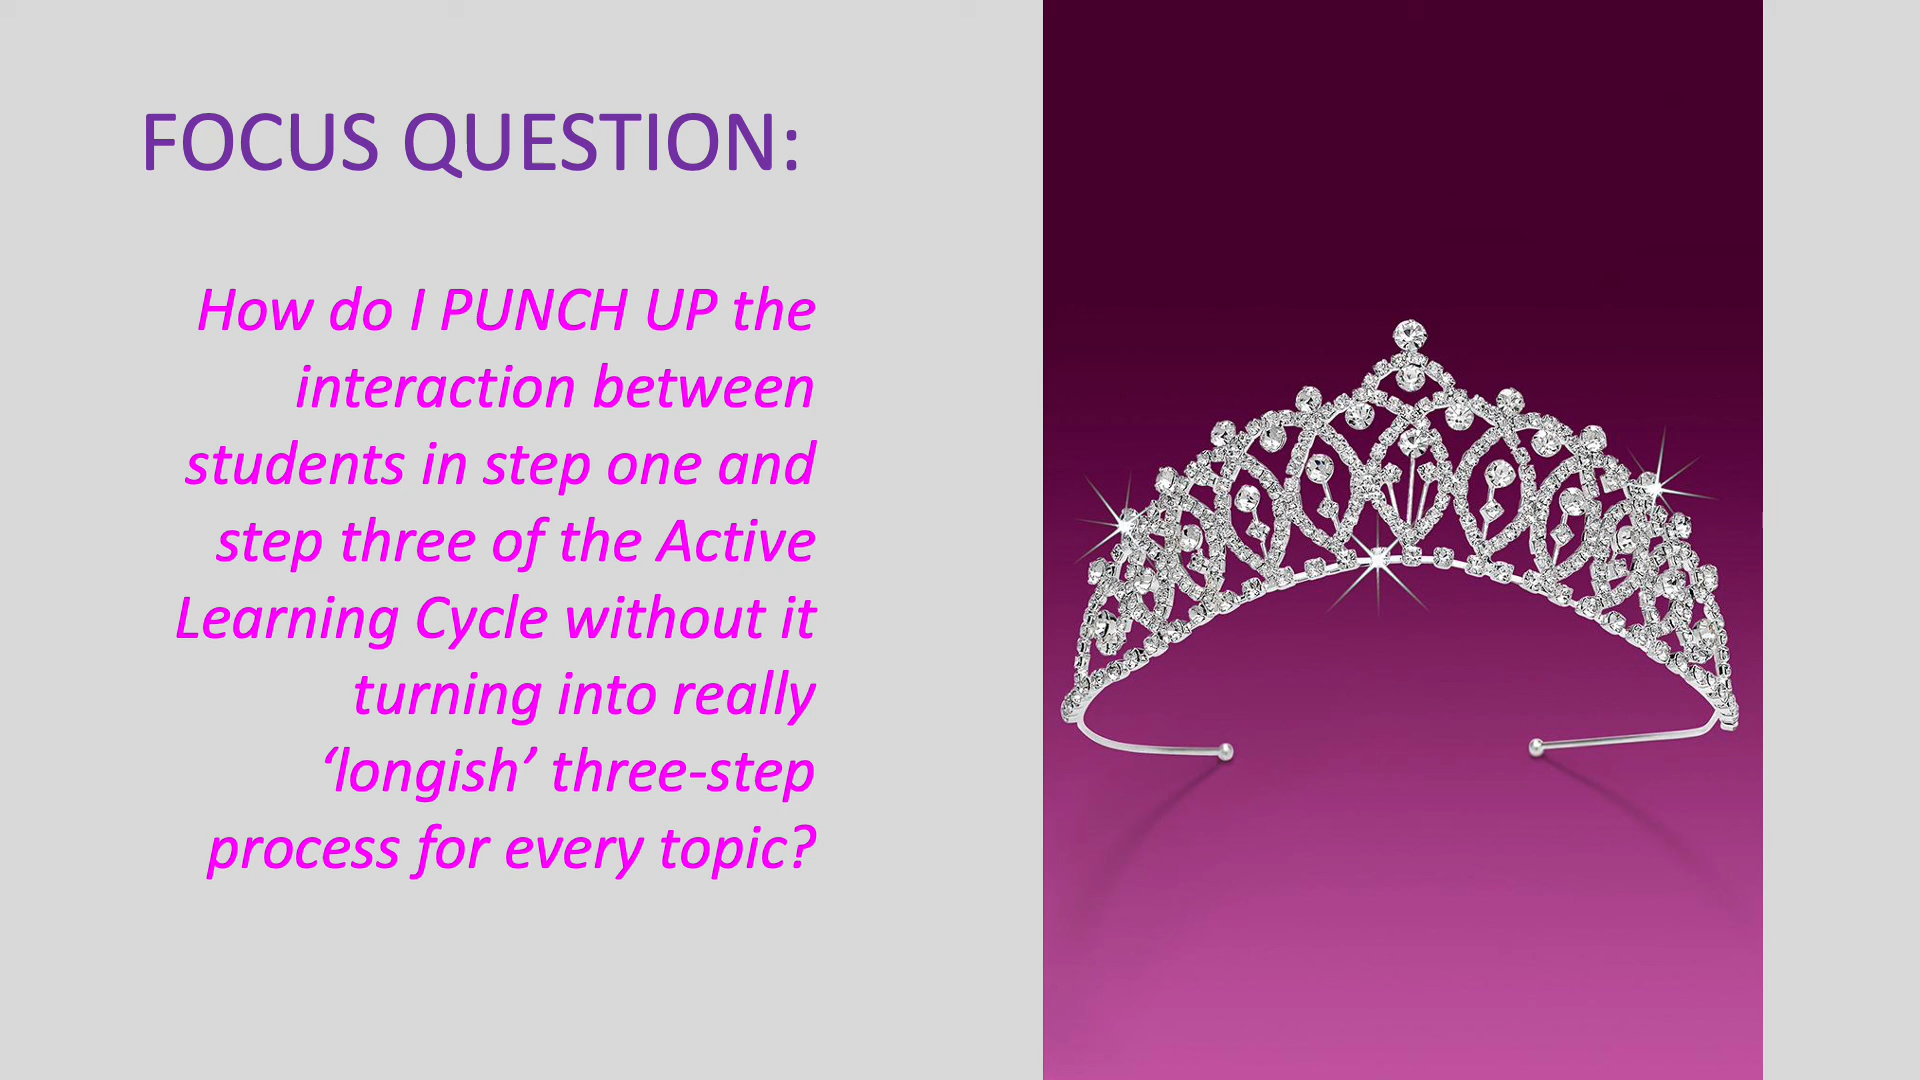 FOCUS QUESTION:
How do I PUNCH UP the
interaction between
students in step one and
step three of the Active
Learning Cycle without it
turning into really
‘longish’ three-step
process for every topic?